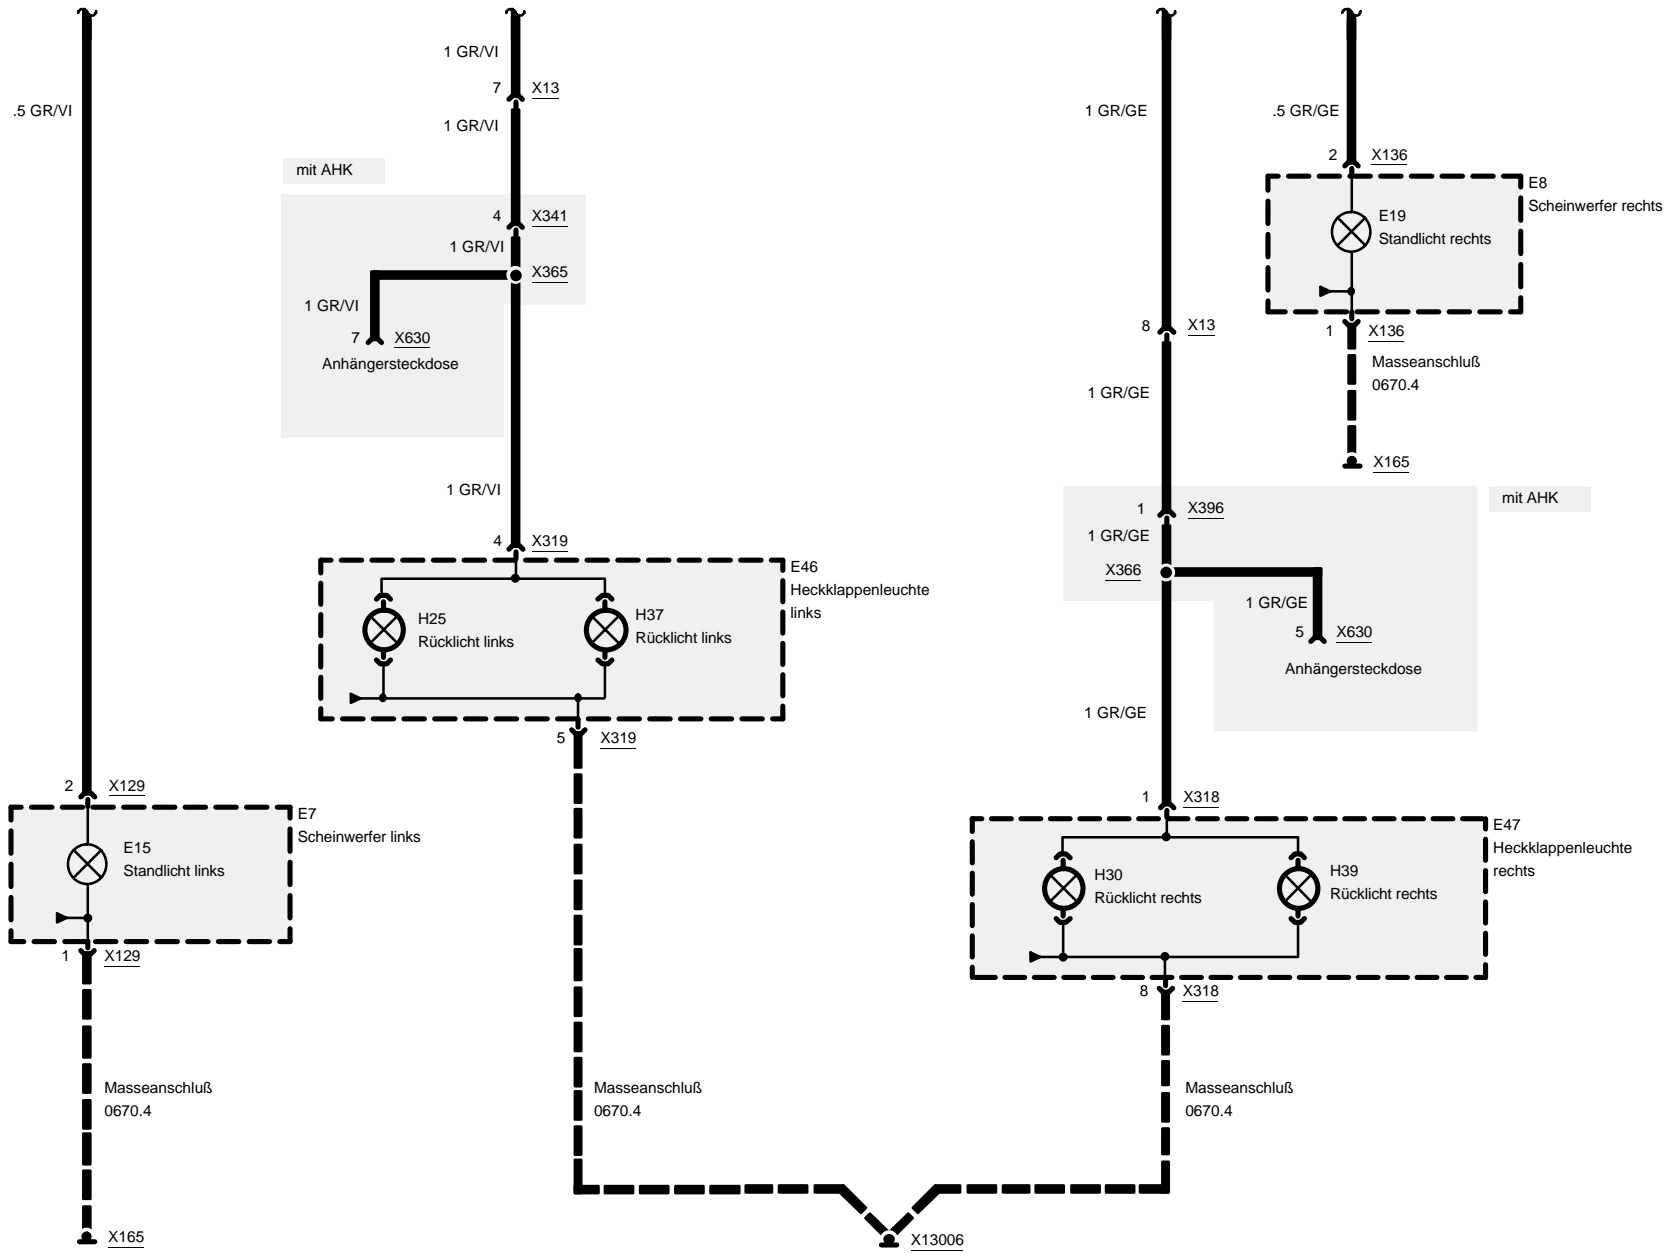 1 GR/VI
7 X13
.5 GR/VI
1 GR/VI
mit AHK
4 X341
1 GR/VI
X365
1 GR/VI
7 X630
Anhängersteckdose
1 GR/VI
4 X319
E46
Heckklappenleuchte
links
H25
Rücklicht links
H37
Rücklicht links
5 X319
2 X129
E7
Scheinwerfer links
E15
Standlicht links
1 X129
Masseanschluß
0670.4
X165
Masseanschluß
0670.4
1 GR/GE
.5 GR/GE
2 X136
E8
Scheinwerfer rechts
E19
Standlicht rechts
8 X13
1 X136
Masseanschluß
0670.4
1 GR/GE
X165
mit AHK
1 X396
1 GR/GE
X366
1 GR/GE
5 X630
Anhängersteckdose
1 GR/GE
1 X318
E47
Heckklappenleuchte
rechts
H30
Rücklicht rechts
H39
Rücklicht rechts
8 X318
Masseanschluß
0670.4
X13006